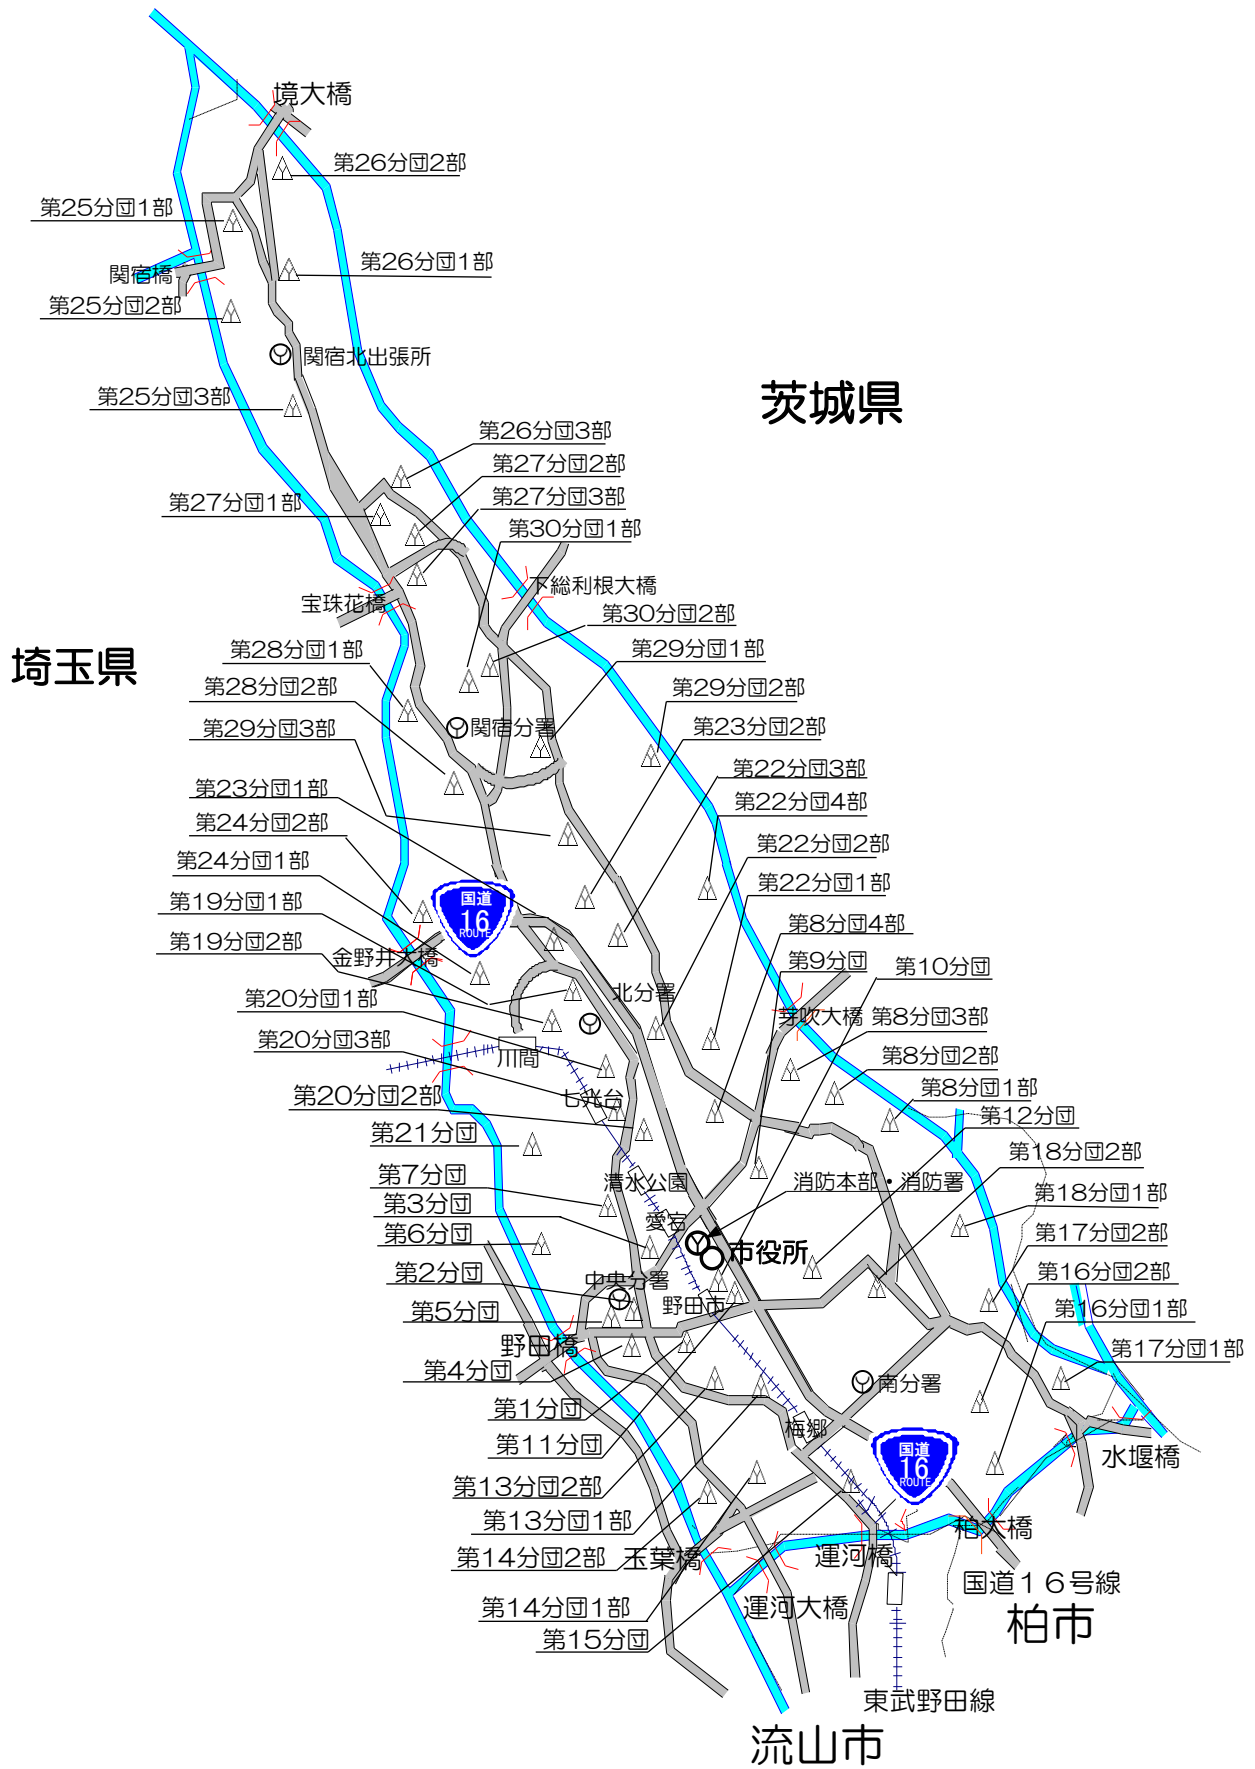 境大橋
第26分団2部
第25分団1部
第26分団1部
関宿橋
第25分団2部
関宿北出張所
第25分団3部
茨城県
第26分団3部
第27分団2部
第27分団1部
第27分団3部
第30分団1部
下総利根大橋
宝珠花橋
第30分団2部
埼玉県
第28分団1部
第29分団1部
第28分団2部
第29分団2部
第29分団3部
関宿分署
第23分団2部
第22分団3部
第23分団1部
第22分団4部
第24分団2部
第22分団2部
第24分団1部
第22分団1部
国道
16
ROUTE
第19分団1部
第8分団4部
第19分団2部
金野井大橋
第9分団
第10分団
第20分団1部
北分署
芽吹大橋
第8分団3部
第20分団3部
川間
第8分団2部
第20分団2部
七光台
第8分団1部
第12分団
第21分団
第18分団2部
第7分団
清水公園
消防本部・消防署
第18分団1部
第3分団
愛宕
第6分団
市役所
第17分団2部
第2分団
中央分署
第16分団2部
第5分団
野田市
第16分団1部
野田橋
第17分団1部
第4分団
南分署
第1分団
梅郷
第11分団
国道
16
ROUTE
水堰橋
第13分団2部
第13分団1部
柏大橋
第14分団2部
玉葉橋
運河橋
国道16号線
第14分団1部
運河大橋
柏市
第15分団
東武野田線
流山市